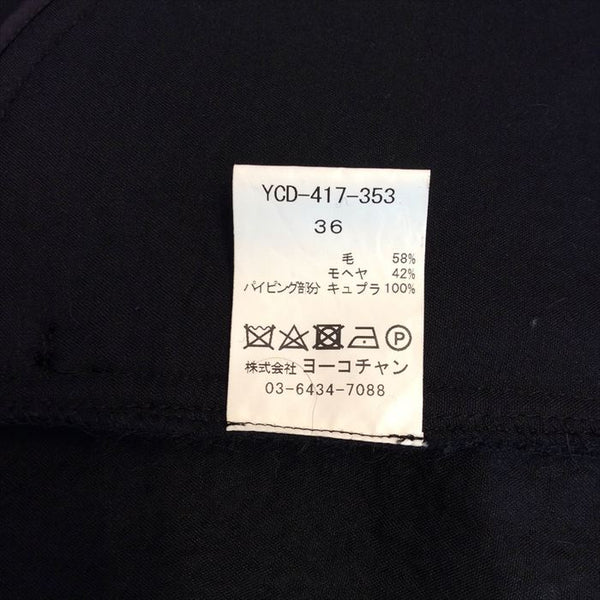 YCD-417-353
36
毛 58%
モヘヤ 42%
パイピング部分 キュプラ 100%
P
株式会社 ヨーコチャン
03-6434-7088